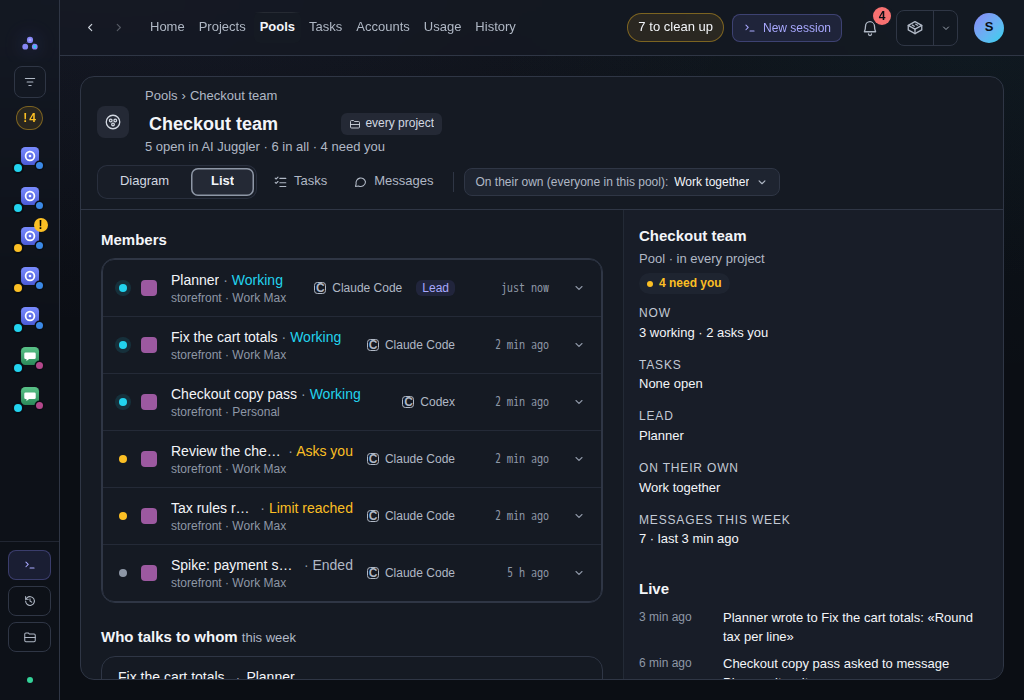 Home Projects Pools Tasks Accounts Usage History
7 to clean up
New session
4
S
!4
!
Pools › Checkout team
Checkout team
every project
5 open in AI Juggler · 6 in all · 4 need you
Diagram List Tasks Messages
On their own (everyone in this pool): Work together
Members
Planner · Working
storefront · Work Max
Claude Code Lead just now
Fix the cart totals · Working
storefront · Work Max
Claude Code 2 min ago
Checkout copy pass · Working
storefront · Personal
Codex 2 min ago
Review the che… · Asks you
storefront · Work Max
Claude Code 2 min ago
Tax rules r… · Limit reached
storefront · Work Max
Claude Code 2 min ago
Spike: payment s… · Ended
storefront · Work Max
Claude Code 5 h ago
Who talks to whom this week
Fix the cart totals · Planner
Checkout team
Pool · in every project
4 need you
NOW
3 working · 2 asks you
TASKS
None open
LEAD
Planner
ON THEIR OWN
Work together
MESSAGES THIS WEEK
7 · last 3 min ago
Live
3 min ago Planner wrote to Fix the cart totals: «Round
tax per line»
6 min ago Checkout copy pass asked to message